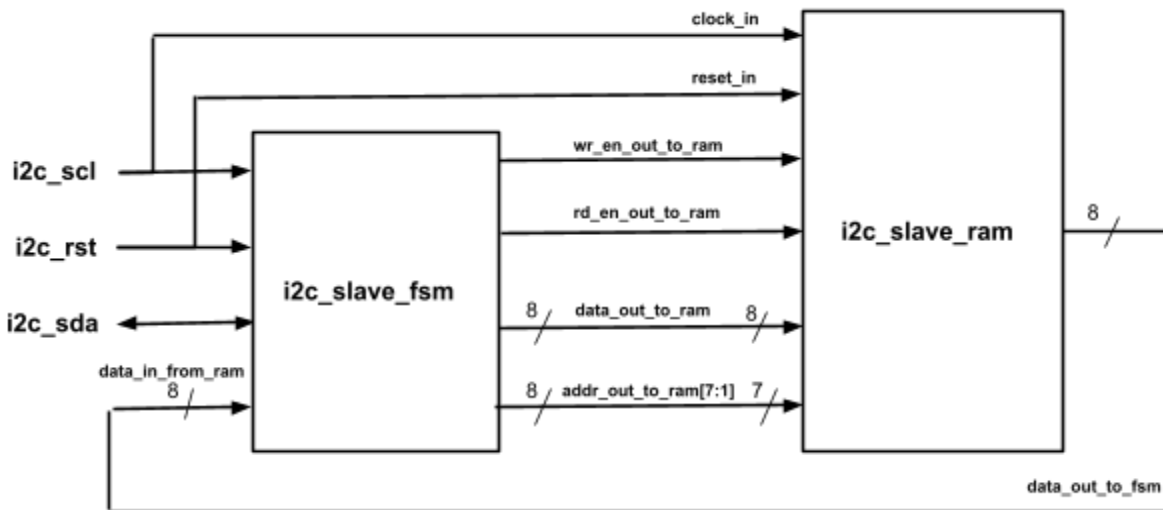 clock_in
reset_in
i2c_scl
wr_en_out_to_ram
i2c_rst
rd_en_out_to_ram
i2c_slave_ram
8
i2c_slave_fsm
i2c_sda
8 data_out_to_ram 8
data_in_from_ram
8
8 addr_out_to_ram[7:1] 7
data_out_to_fsm